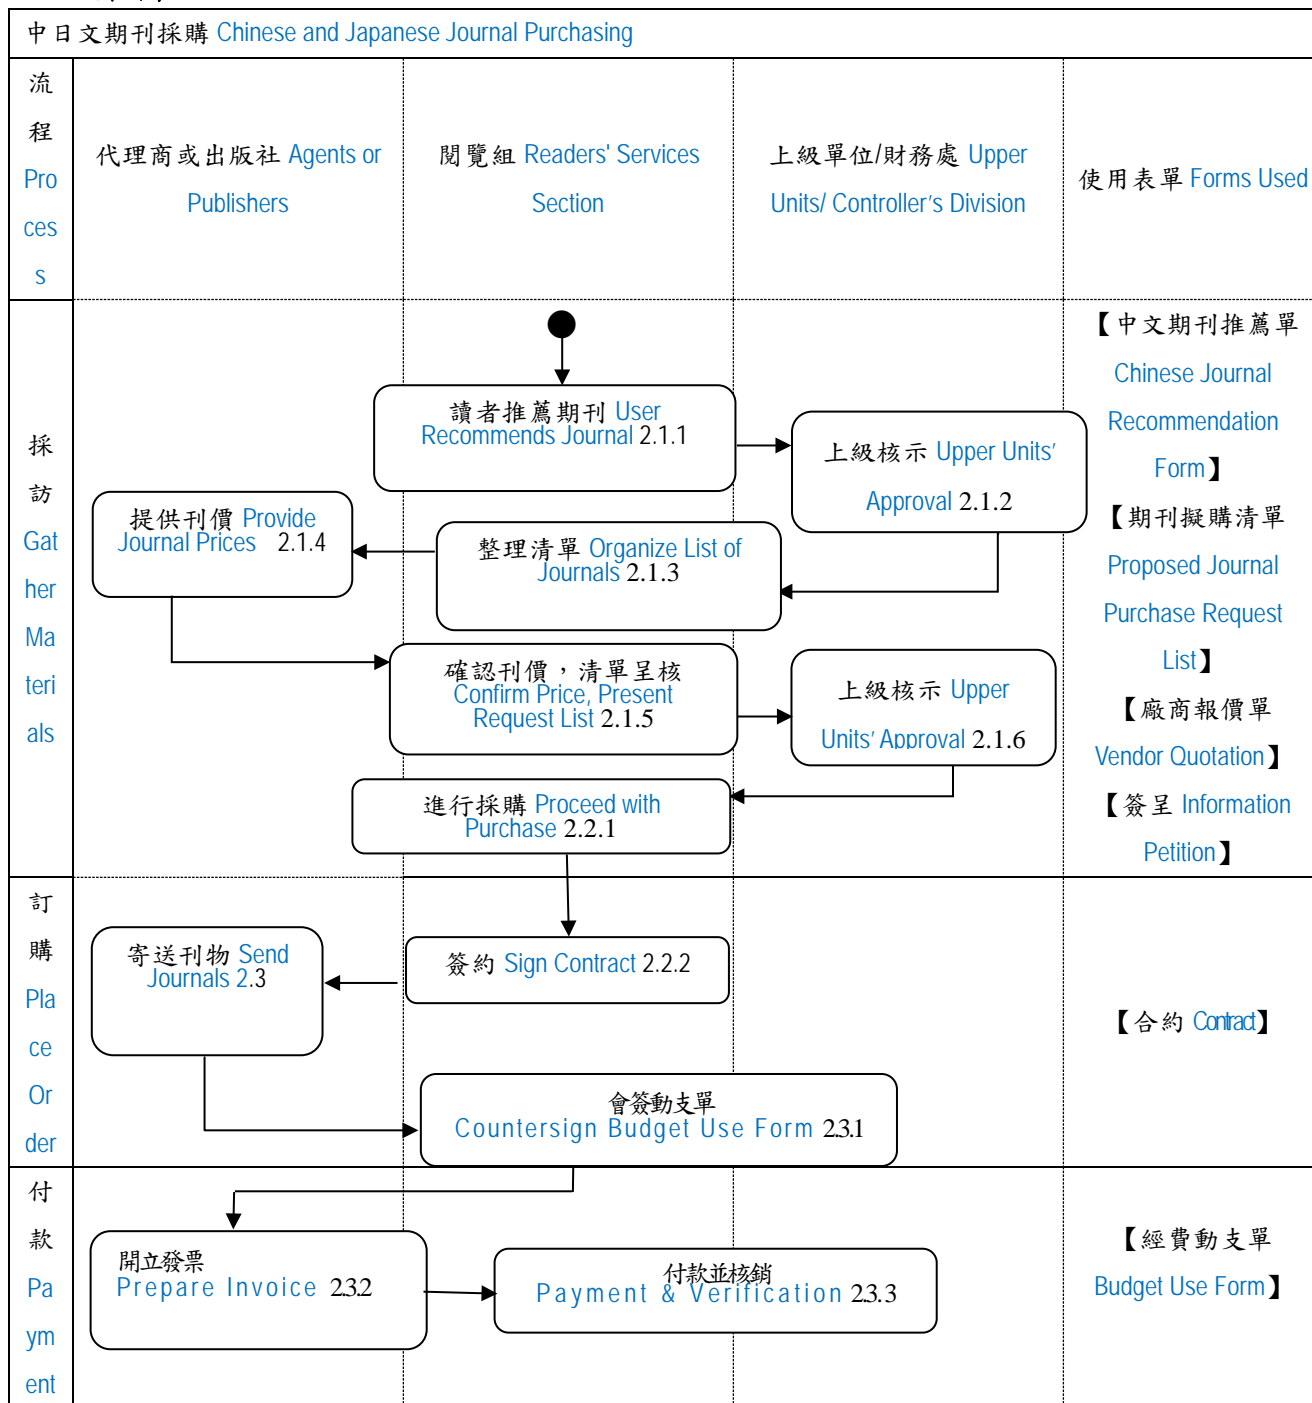 中日文期刊採購 Chinese and Japanese Journal Purchasing
流
程
Pro
ces
s
代理商或出版社 Agents or
Publishers
閱覽組 Readers' Services
Section
上級單位/財務處 Upper
Units/ Controller's Division
使用表單 Forms Used
採
訪
Gat
her
Ma
teri
als
讀者推薦期刊 User
Recommends Journal 2.1.1
上級核示 Upper Units'
Approval 2.1.2
整理清單 Organize List of
Journals 2.1.3
提供刊價 Provide
Journal Prices 2.1.4
確認刊價，清單呈核
Confirm Price, Present
Request List 2.1.5
上級核示 Upper
Units' Approval 2.1.6
進行採購 Proceed with
Purchase 2.2.1
【中文期刊推薦單
Chinese Journal
Recommendation
Form】
【期刊擬購清單
Proposed Journal
Purchase Request
List】
【廠商報價單
Vendor Quotation】
【簽呈 Information
Petition】
訂
購
Pla
ce
Or
der
簽約 Sign Contract 2.2.2
寄送刊物 Send
Journals 2.3
會簽動支單
Countersign Budget Use Form 2.3.1
【合約 Contract】
付
款
Pa
ym
ent
開立發票
Prepare Invoice 2.3.2
付款並核銷
Payment & Verification 2.3.3
【經費動支單
Budget Use Form】